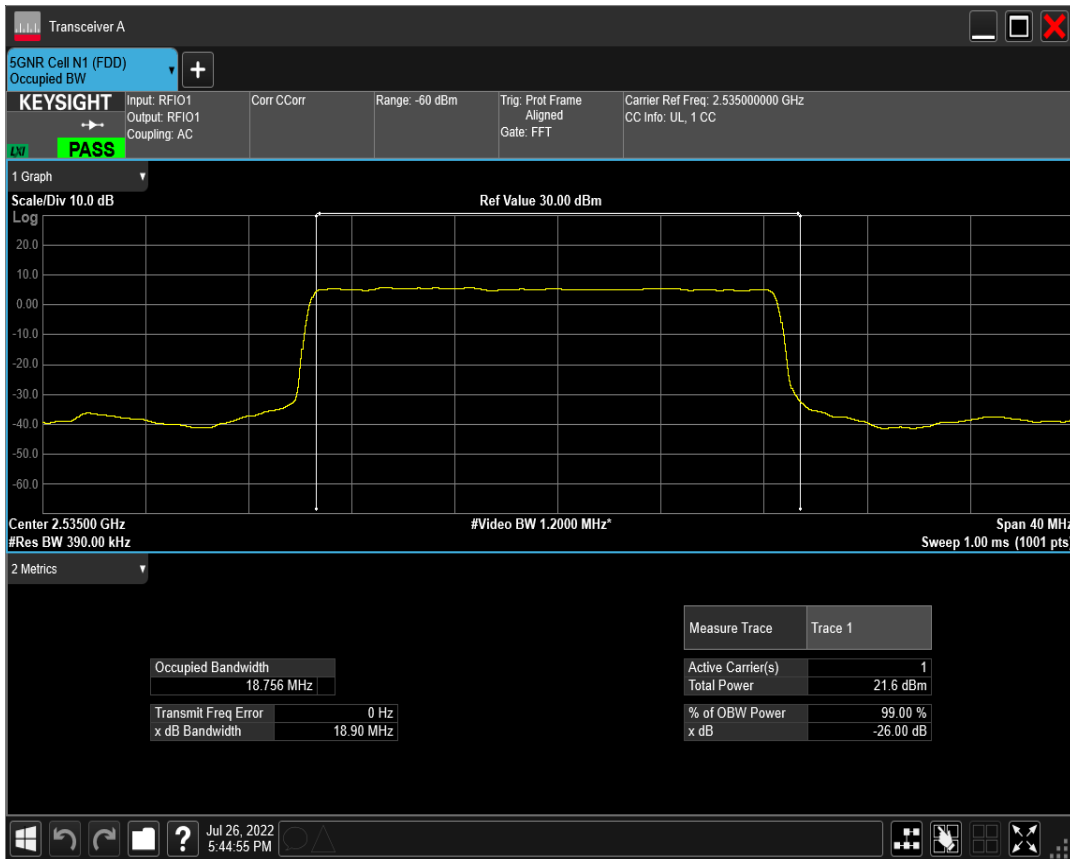 Transceiver A
5GNR Cell N1 (FDD)
Occupied BW
+
KEYSIGHT
LXI
PASS
Input: RFIO1
Output: RFIO1
Coupling: AC
Corr CCorr
Range: -60 dBm
Trig: Prot Frame
Aligned
Gate: FFT
Carrier Ref Freq: 2.535000000 GHz
CC Info: UL, 1 CC
1 Graph
Scale/Div 10.0 dB
Ref Value 30.00 dBm
Log
20.0
10.0
0.00
-10.0
-20.0
-30.0
-40.0
-50.0
-60.0
Center 2.53500 GHz
#Video BW 1.2000 MHz*
Span 40 MHz
#Res BW 390.00 kHz
Sweep 1.00 ms (1001 pts)
2 Metrics
Measure Trace Trace 1
Occupied Bandwidth
18.756 MHz
Active Carrier(s) 1
Total Power 21.6 dBm
Transmit Freq Error 0 Hz
x dB Bandwidth 18.90 MHz
% of OBW Power 99.00 %
x dB -26.00 dB
?
Jul 26, 2022
5:44:55 PM